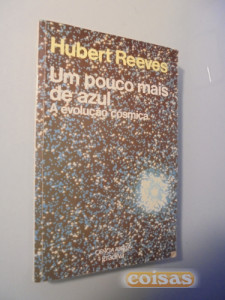 Hubert Reeves
Um pouco mais
de azul
A evolução cósmica
coisas